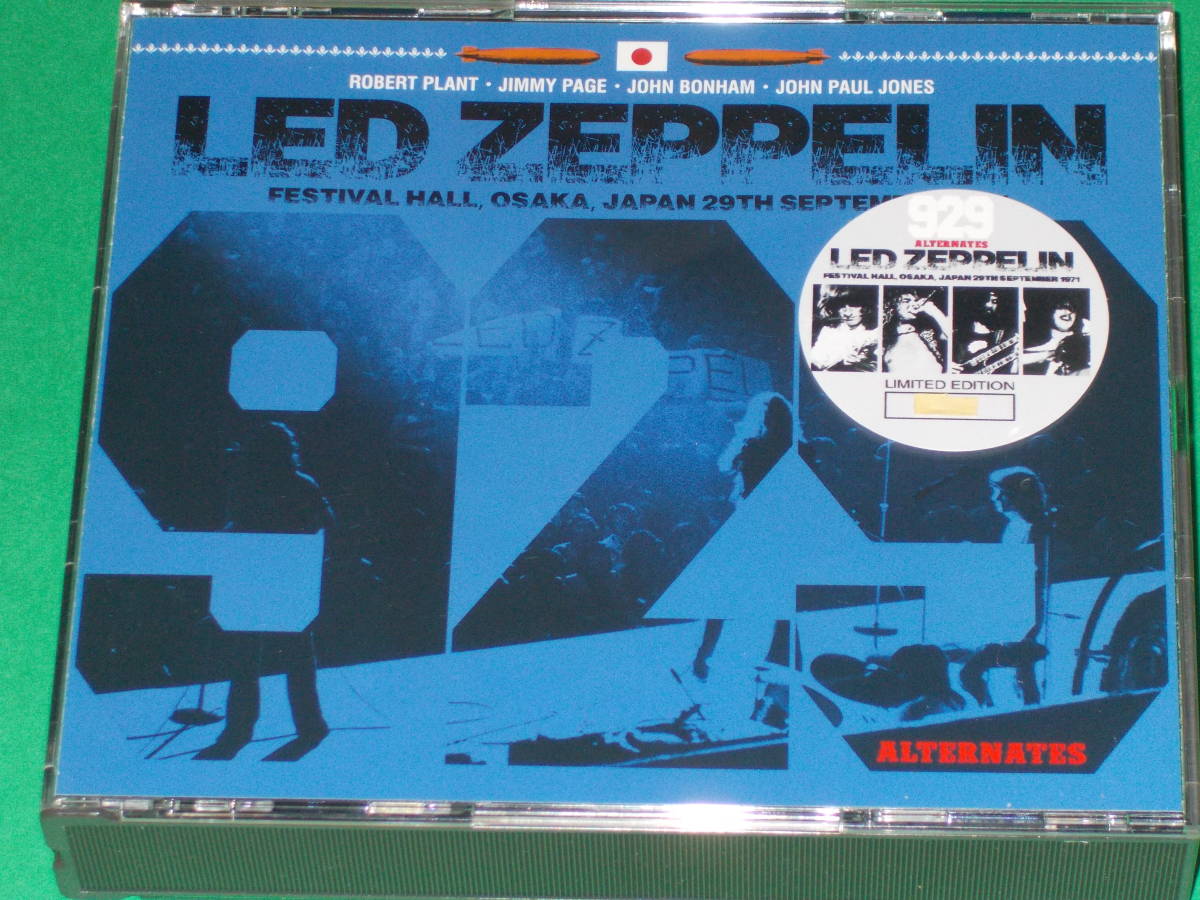 ROBERT PLANT · JIMMY PAGE · JOHN BONHAM · JOHN PAUL JONES
LED ZEPPELIN
FESTIVAL HALL, OSAKA, JAPAN 29TH SEPTEM
929
929
ALTERNATES
LED ZEPPELIN
FESTIVAL HALL, OSAKA, JAPAN 29TH SEPTEMBER 1971
LIMITED EDITION
ALTERNATES